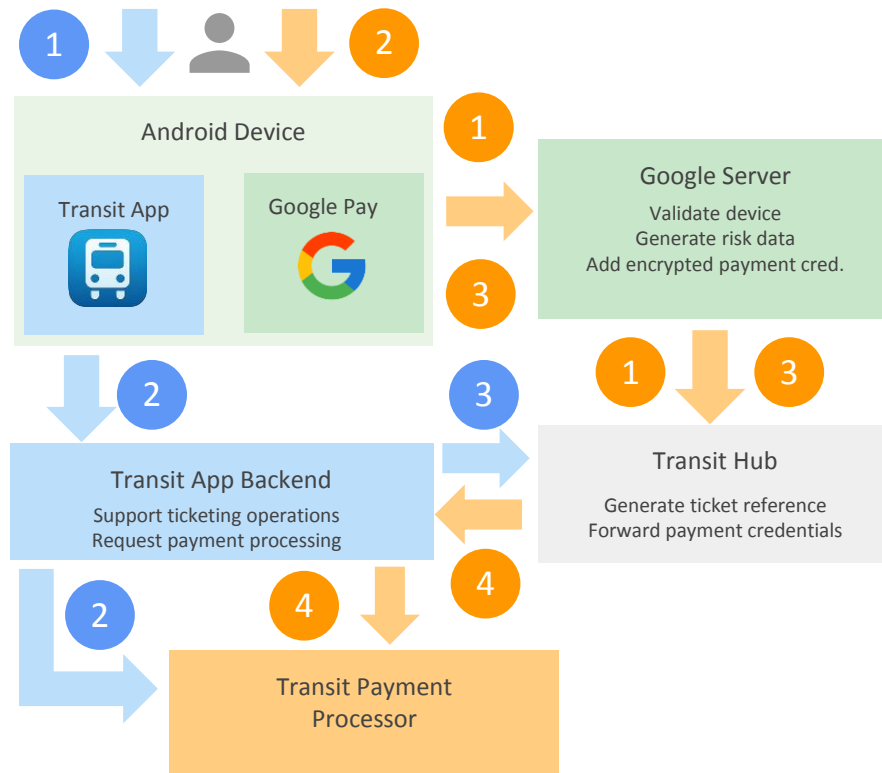 1
2
Android Device
1
Transit App
Google Pay
Google Server
Validate device
Generate risk data
Add encrypted payment cred.
3
2
3
1
3
Transit App Backend
Support ticketing operations
Request payment processing
Transit Hub
Generate ticket reference
Forward payment credentials
2
4
4
Transit Payment
Processor